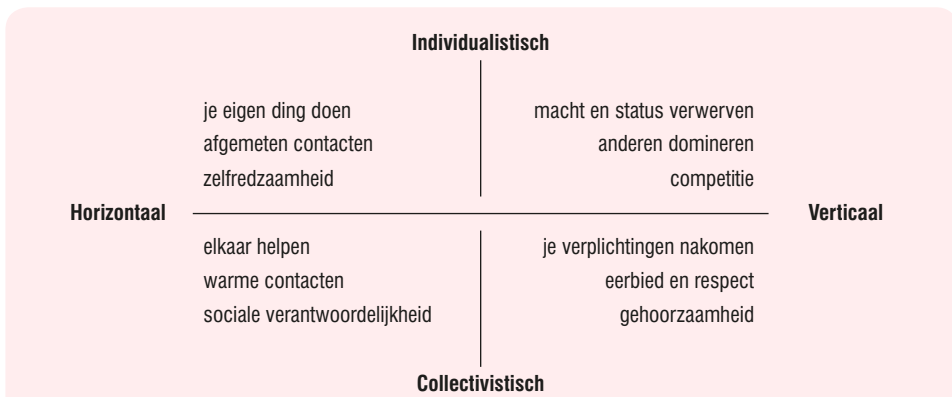 Individualistisch
je eigen ding doen
macht en status verwerven
afgemeten contacten
anderen domineren
zelfredzaamheid
competitie
Horizontaal
Verticaal
elkaar helpen
je verplichtingen nakomen
warme contacten
eerbied en respect
sociale verantwoordelijkheid
gehoorzaamheid
Collectivistisch